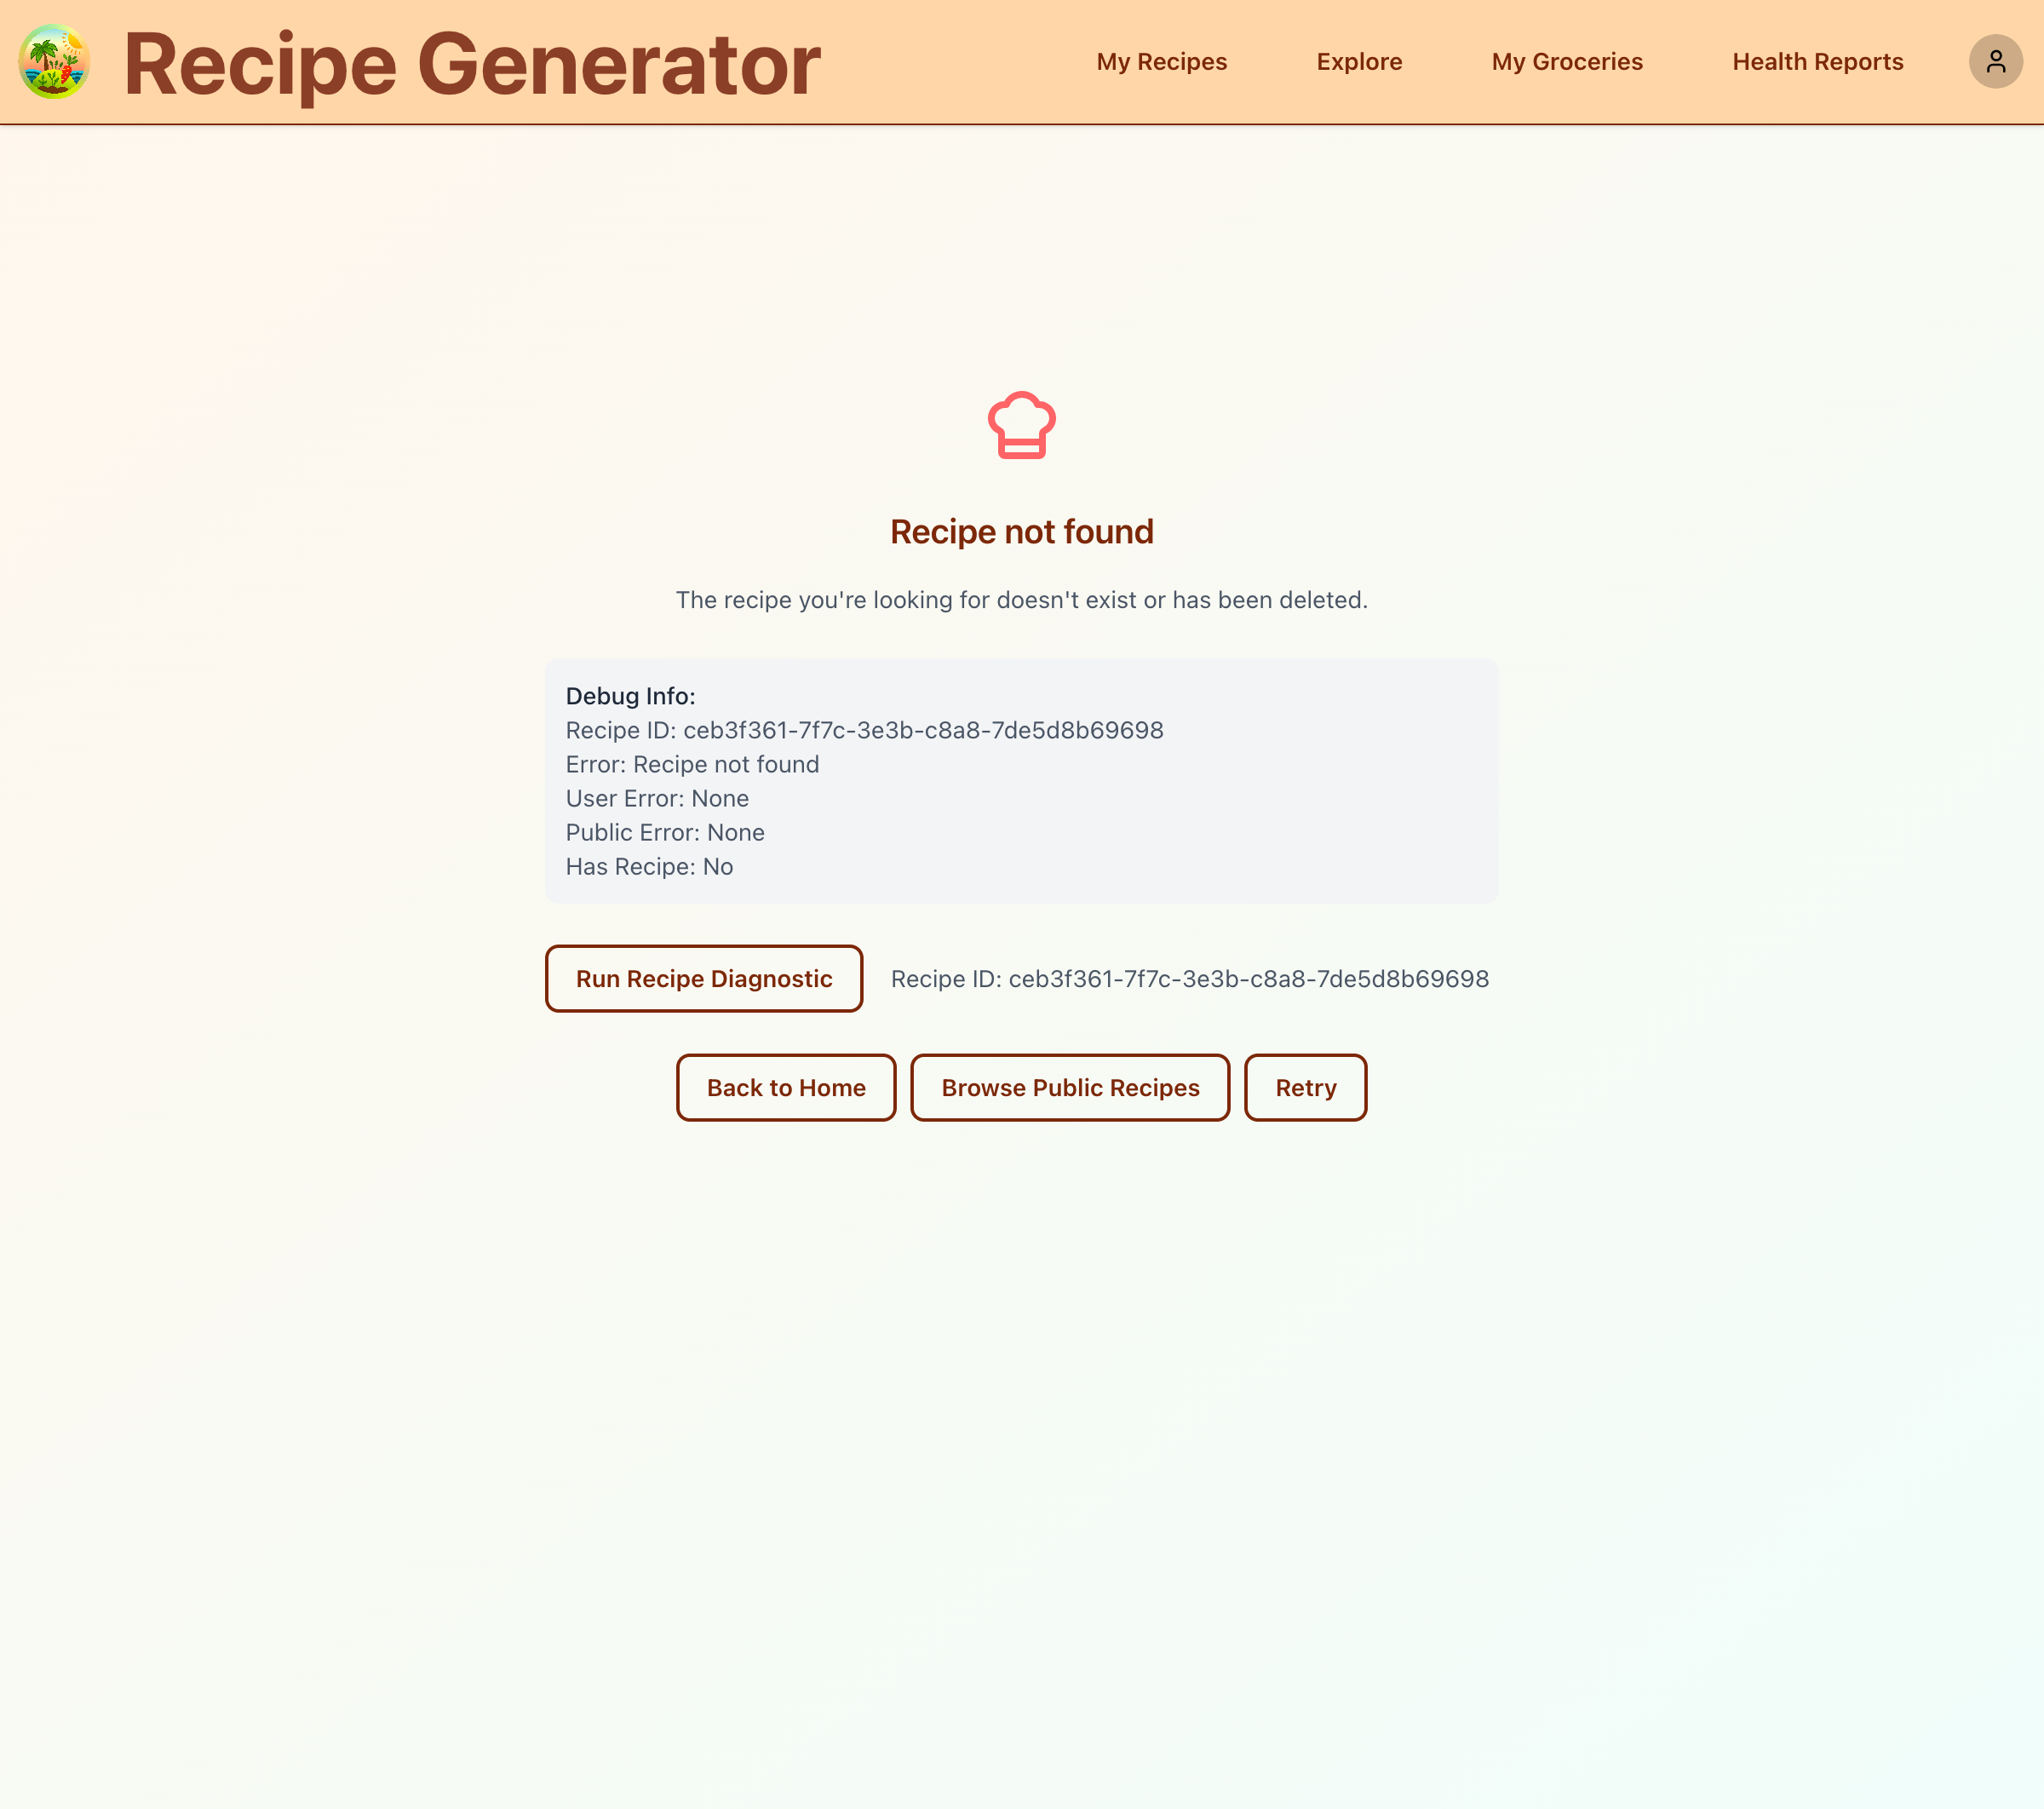 Recipe Generator
My Recipes
Explore
My Groceries
Health Reports
Recipe not found
The recipe you're looking for doesn't exist or has been deleted.
Debug Info:
Recipe ID: ceb3f361-7f7c-3e3b-c8a8-7de5d8b69698
Error: Recipe not found
User Error: None
Public Error: None
Has Recipe: No
Run Recipe Diagnostic
Recipe ID: ceb3f361-7f7c-3e3b-c8a8-7de5d8b69698
Back to Home
Browse Public Recipes
Retry